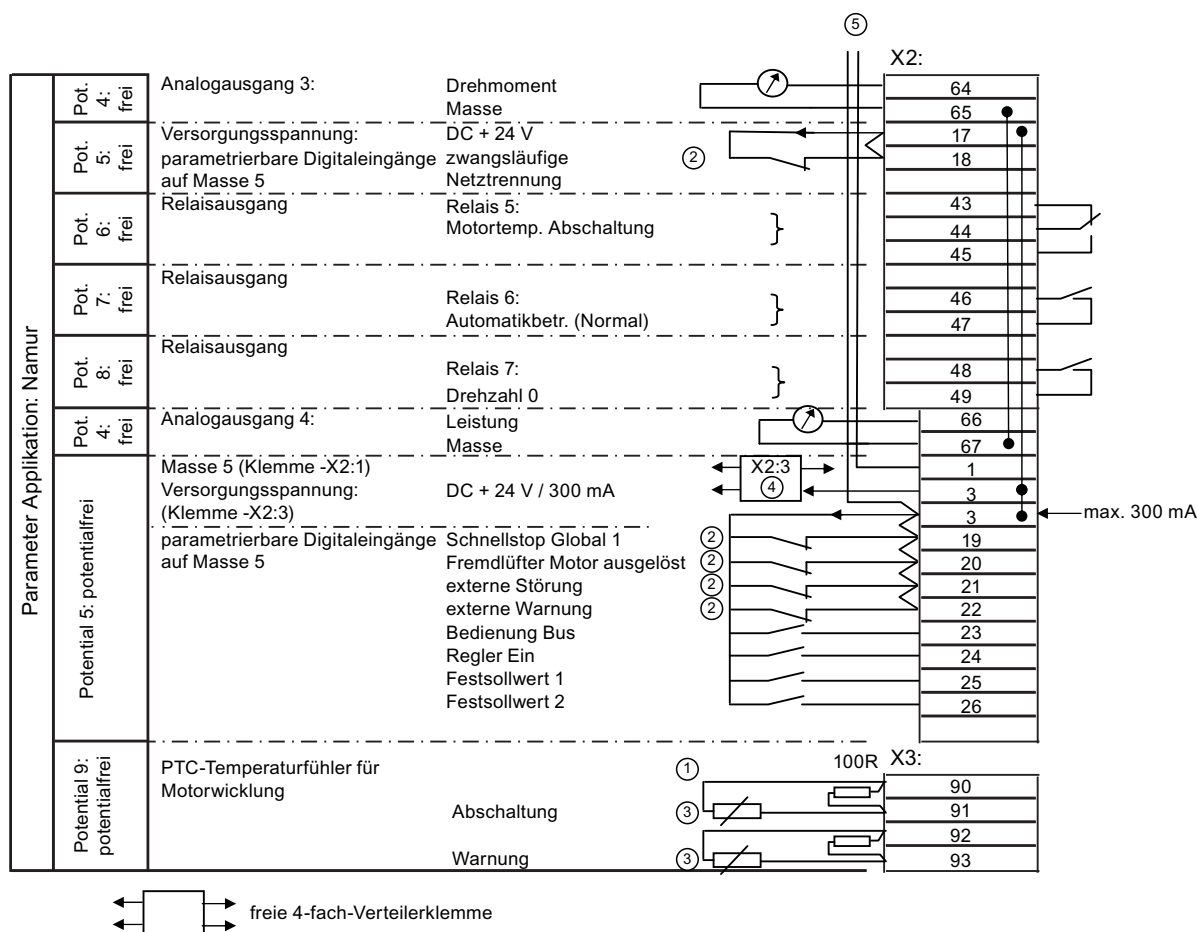 5
X2:
Parameter Applikation: Namur
Pot. 4: frei
Analogausgang 3: Drehmoment 64
Masse 65
Pot. 5: frei
Versorgungsspannung: DC + 24 V 17
parametrierbare Digitaleingänge zwangsläufige 2 18
auf Masse 5 Netztrennung
Pot. 6: frei
Relaisausgang Relais 5: 43
Motortemp. Abschaltung } 44
45
Pot. 7: frei
Relaisausgang
Relais 6: 46
Automatikbetr. (Normal) } 47
Pot. 8: frei
Relaisausgang
Relais 7: 48
Drehzahl 0 } 49
Pot. 4: frei
Analogausgang 4: Leistung 66
Masse 67
Potential 5: potentialfrei
Masse 5 (Klemme -X2:1) X2:3 1
Versorgungsspannung: DC + 24 V / 300 mA 4 3
(Klemme -X2:3) 3 max. 300 mA
parametrierbare Digitaleingänge Schnellstop Global 1 2 19
auf Masse 5 Fremdlüfter Motor ausgelöst 2 20
externe Störung 2 21
externe Warnung 2 22
Bedienung Bus 23
Regler Ein 24
Festsollwert 1 25
Festsollwert 2 26
Potential 9: potentialfrei
100R X3:
PTC-Temperaturfühler für 1 90
Motorwicklung
Abschaltung 3 91
92
Warnung 3 93
freie 4-fach-Verteilerklemme